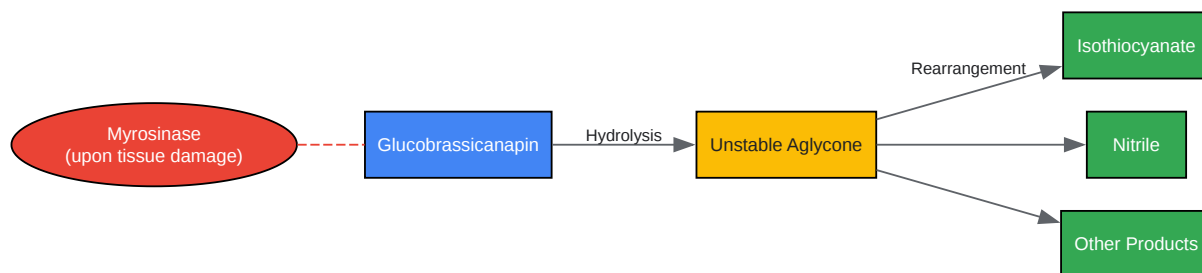 Isothiocyanate
Rearrangement
Myrosinase
(upon tissue damage)
Glucobrassicanapin
Hydrolysis
Unstable Aglycone
Nitrile
Other Products